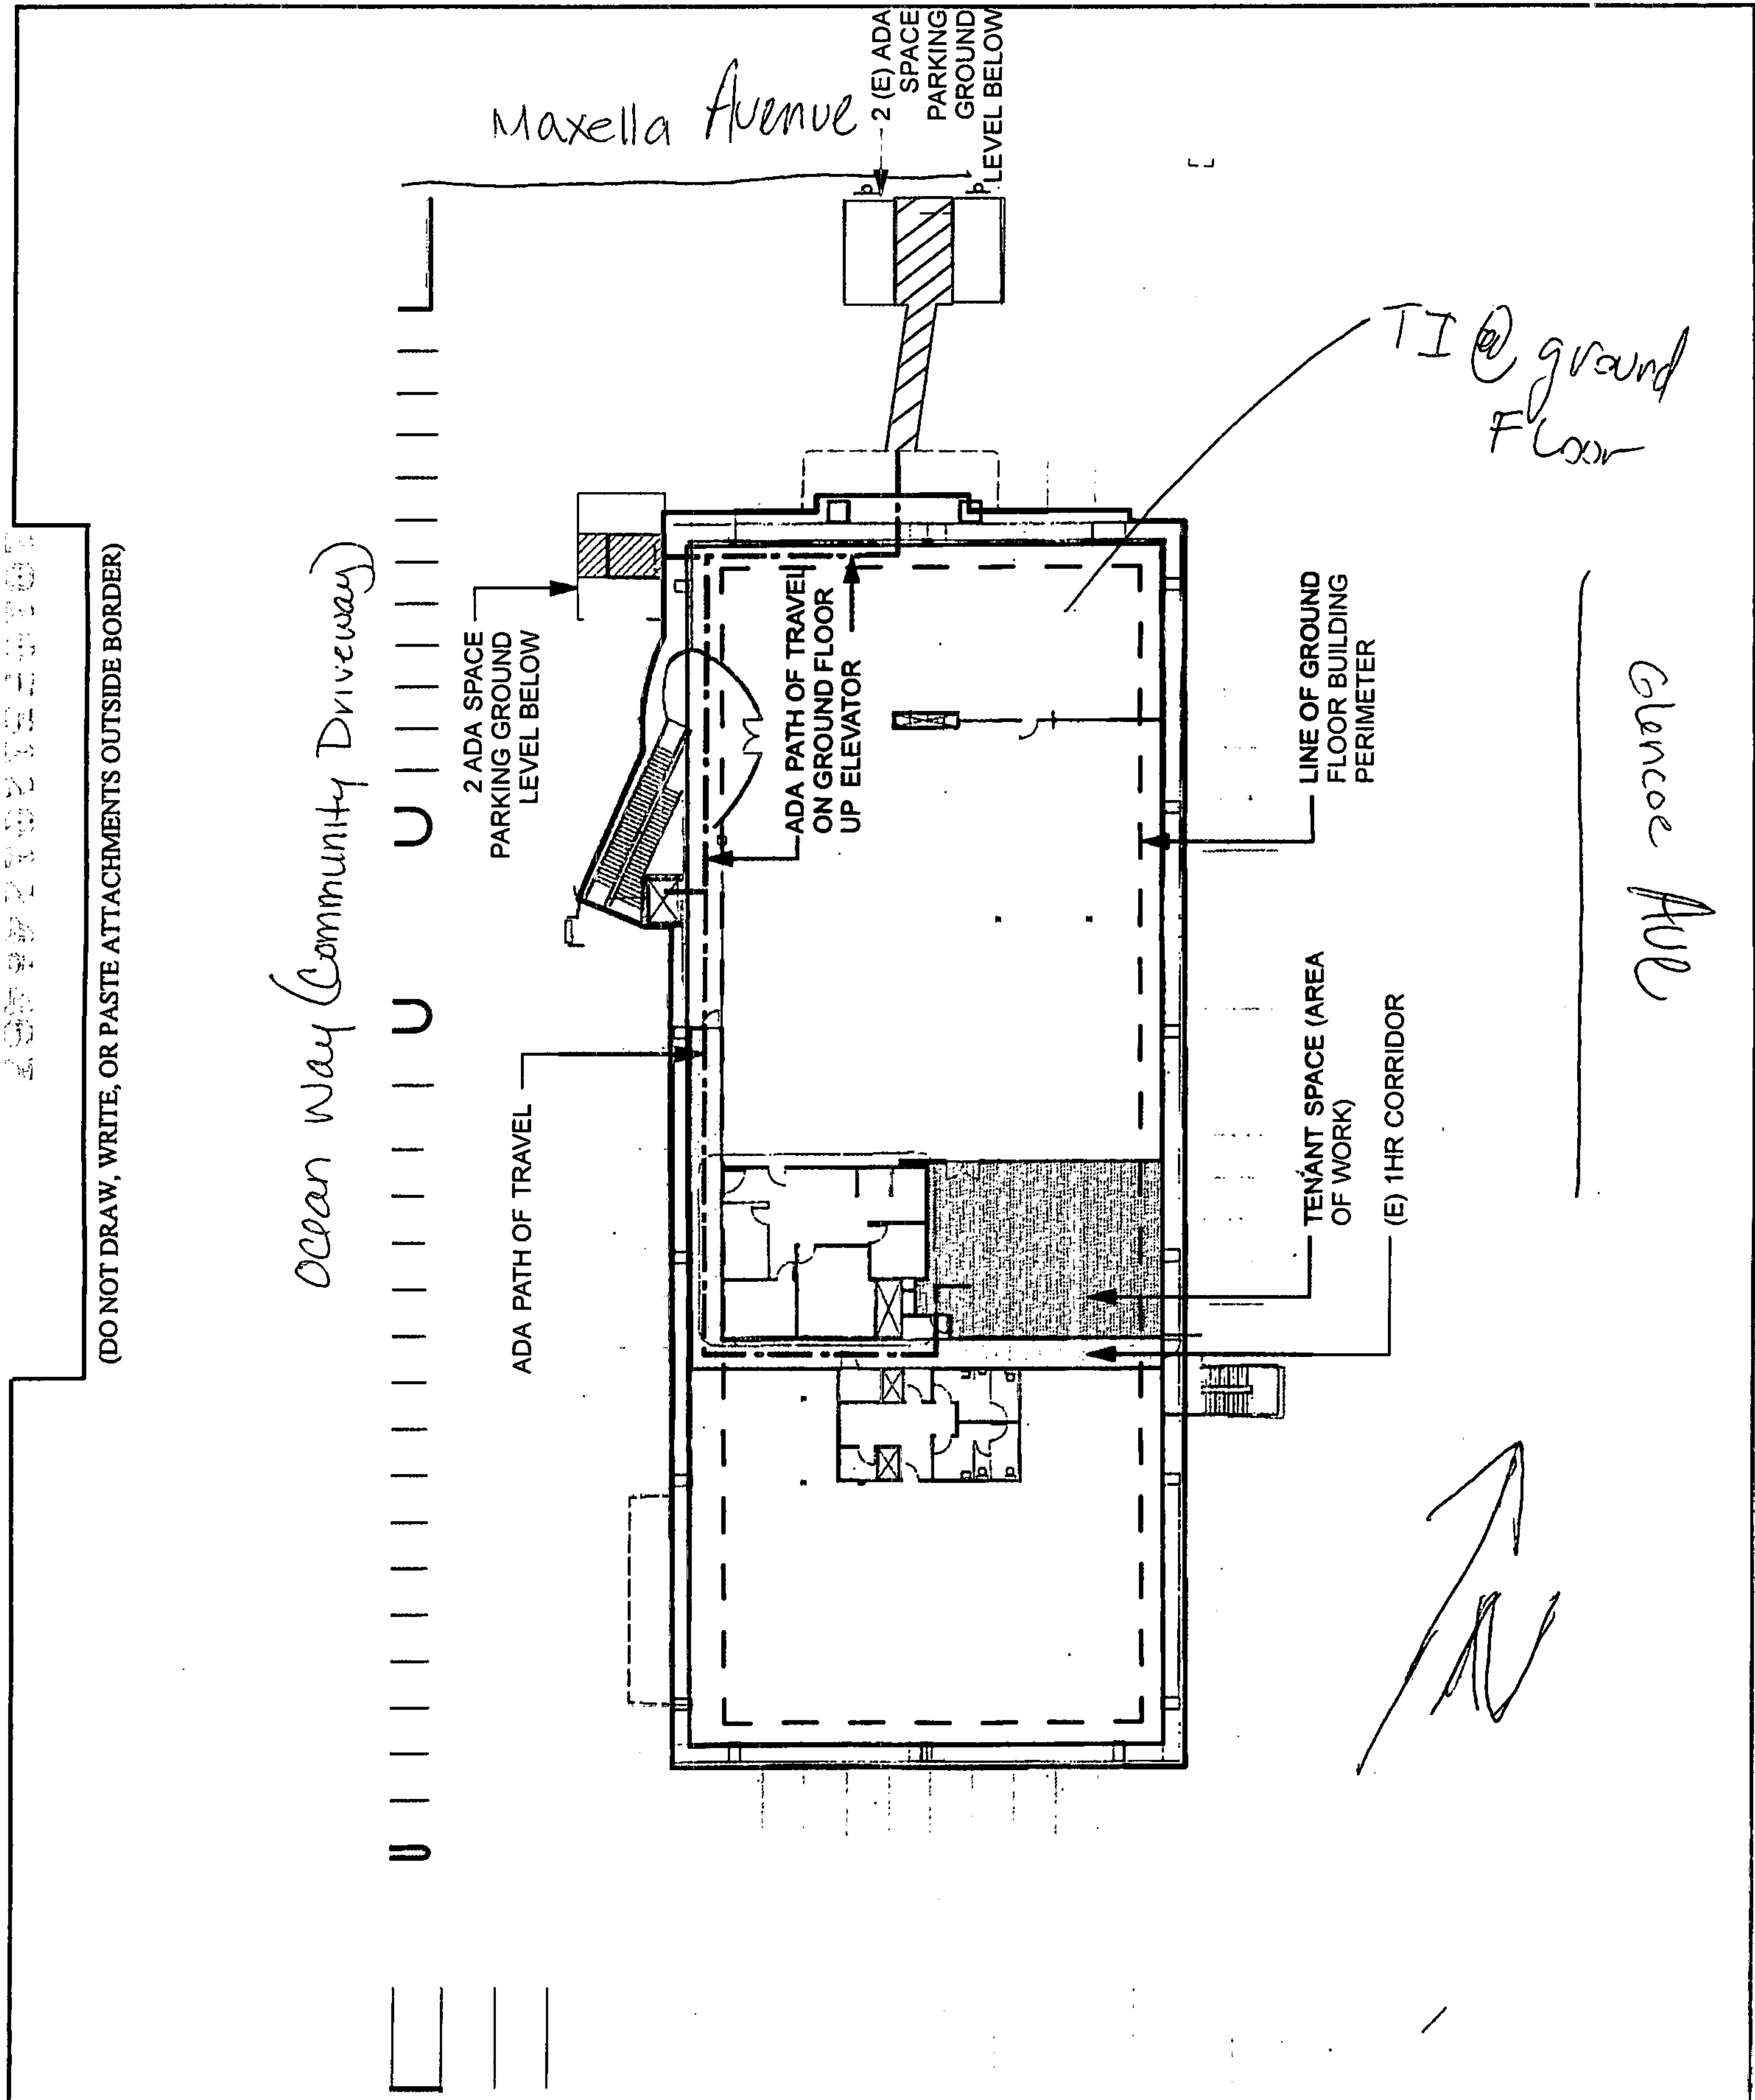 (DO NOT DRAW, WRITE, OR PASTE ATTACHMENTS OUTSIDE BORDER)
Ocean Way (Community Driveway)
Maxella Avenue
2 (E) ADA
SPACE
PARKING
GROUND
LEVEL BELOW
2 ADA SPACE
PARKING GROUND
LEVEL BELOW
ADA PATH OF TRAVEL
ADA PATH OF TRAVEL
ON GROUND FLOOR
UP ELEVATOR
TI @ ground
Floor
LINE OF GROUND
FLOOR BUILDING
PERIMETER
TENANT SPACE (AREA
OF WORK)
(E) 1HR CORRIDOR
Glencoe Ave
N